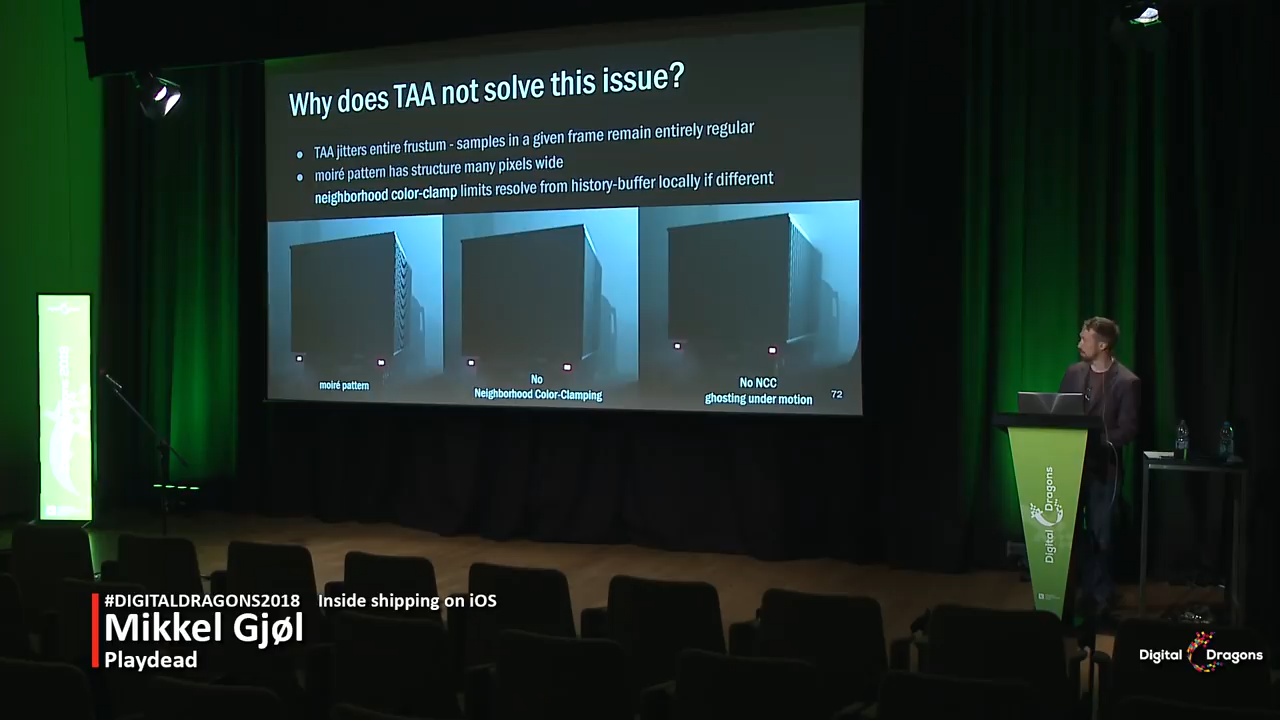 Why does TAA not solve this issue?
TAA jitters entire frustum - samples in a given frame remain entirely regular
moiré pattern has structure many pixels wide
neighborhood color-clamp limits resolve from history-buffer locally if different
moiré pattern
No
Neighborhood Color-Clamping
No NCC
ghosting under motion
72
Digital Dragons
#DIGITALDRAGONS2018 Inside shipping on iOS
Mikkel Gjøl
Playdead
Digital Dragons